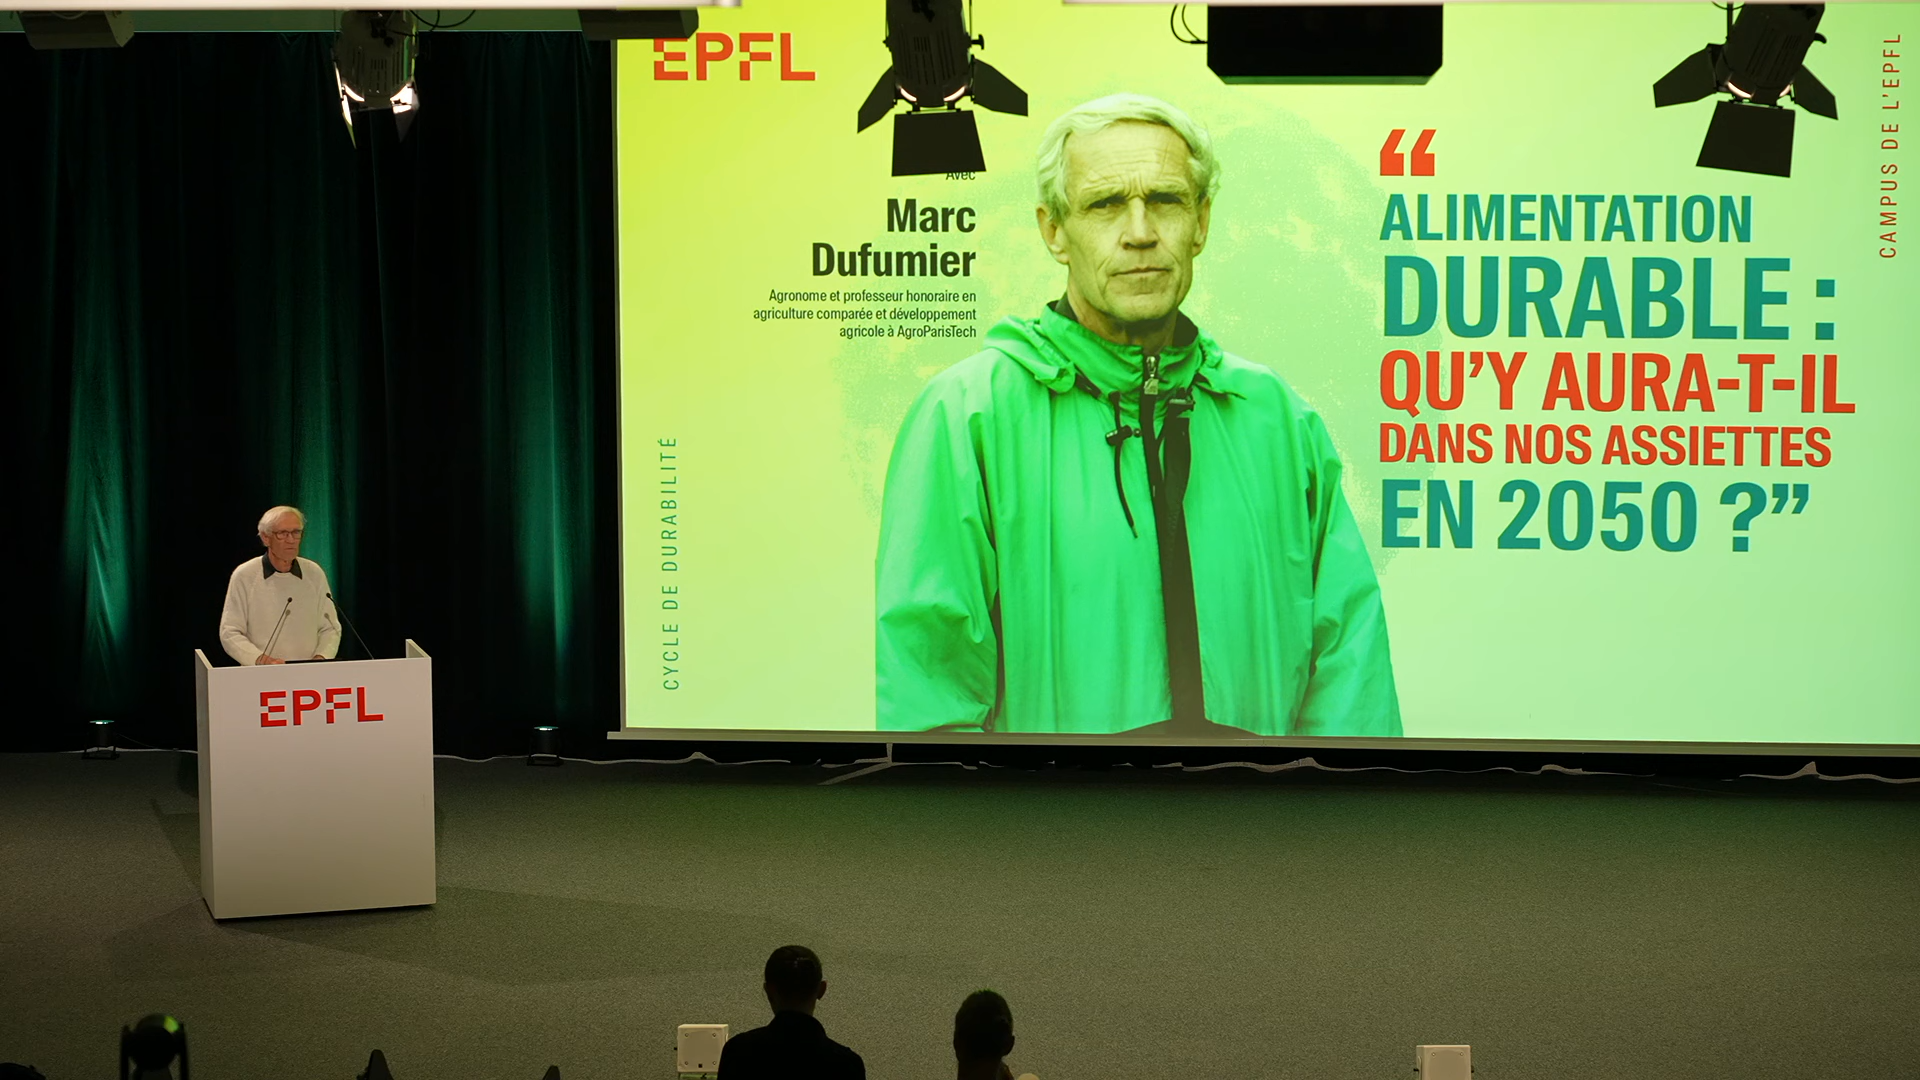 EPFL
Avec
Marc
Dufumier
Agronome et professeur honoraire en
agriculture comparée et développement
agricole à AgroParisTech
CYCLE DE DURABILITÉ
“
ALIMENTATION
DURABLE :
QU’Y AURA-T-IL
DANS NOS ASSIETTES
EN 2050 ?”
CAMPUS DE L’EPFL
EPFL